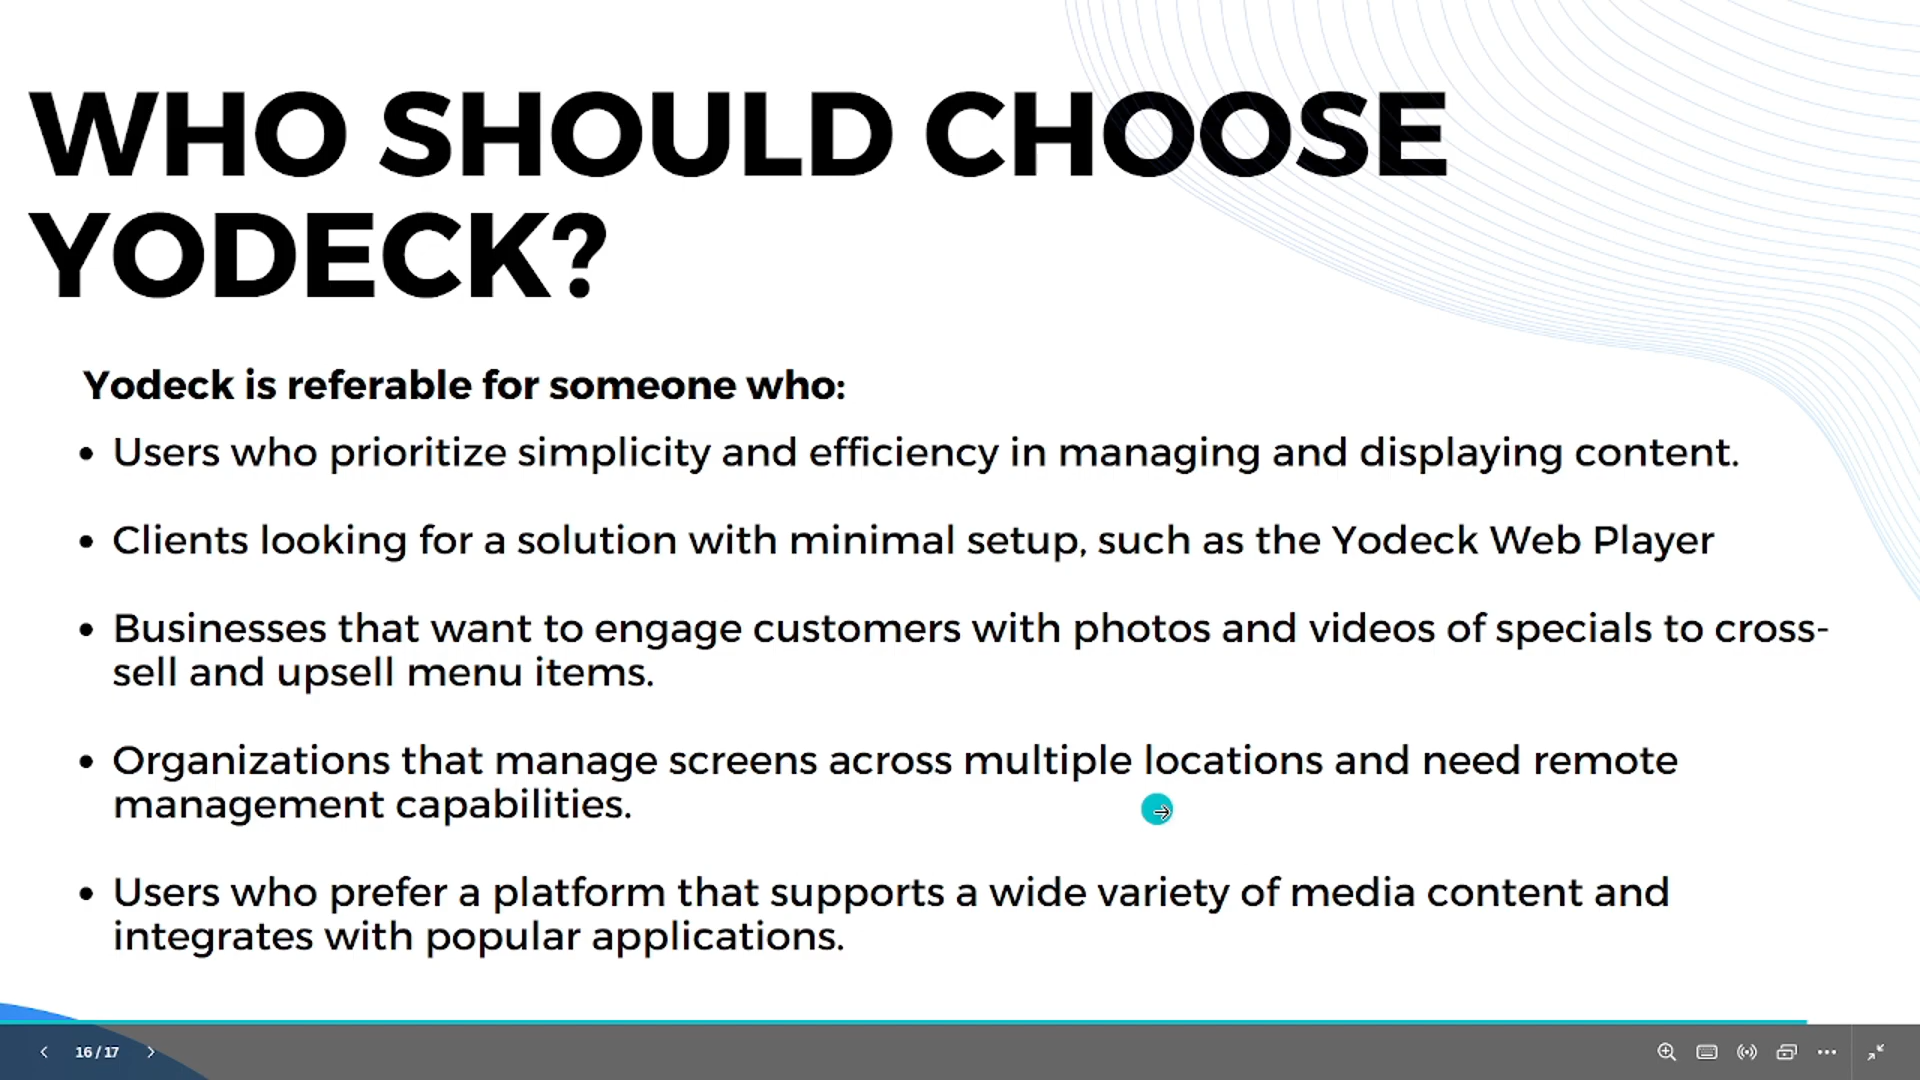 WHO SHOULD CHOOSE
YODECK?
Yodeck is referable for someone who:
• Users who prioritize simplicity and efficiency in managing and displaying content.
• Clients looking for a solution with minimal setup, such as the Yodeck Web Player
• Businesses that want to engage customers with photos and videos of specials to cross-
sell and upsell menu items.
• Organizations that manage screens across multiple locations and need remote
management capabilities.
• Users who prefer a platform that supports a wide variety of media content and
integrates with popular applications.
16 / 17